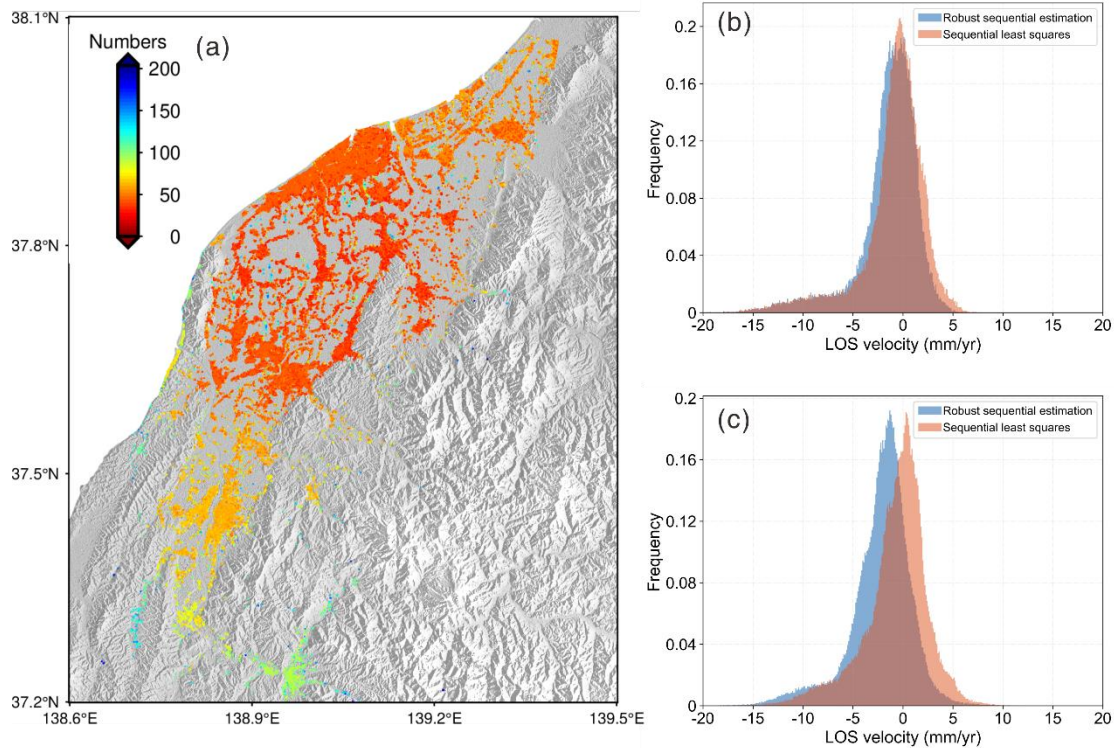 (a)
Numbers
200
150
100
50
0
38.1°N
37.8°N
37.5°N
37.2°N
138.6°E
138.9°E
139.2°E
139.5°E
(b)
Robust sequential estimation
Sequential least squares
Frequency
0.2
0.16
0.12
0.08
0.04
0
-20
-15
-10
-5
0
5
10
15
20
LOS velocity (mm/yr)
(c)
Robust sequential estimation
Sequential least squares
Frequency
0.2
0.16
0.12
0.08
0.04
0
-20
-15
-10
-5
0
5
10
15
20
LOS velocity (mm/yr)